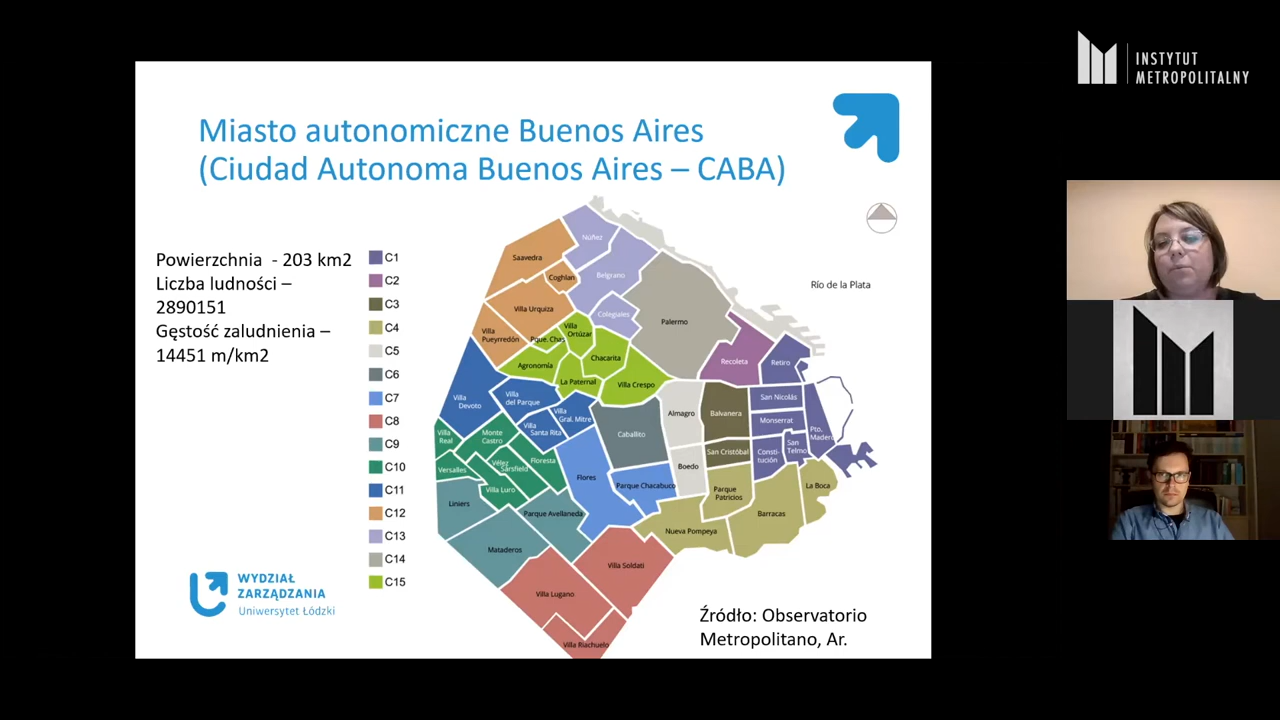 INSTYTUT
METROPOLITALNY
Miasto autonomiczne Buenos Aires
(Ciudad Autonoma Buenos Aires – CABA)
Powierzchnia - 203 km2
Liczba ludności –
2890151
Gęstość zaludnienia –
14451 m/km2
C1
C2
C3
C4
C5
C6
C7
C8
C9
C10
C11
C12
C13
C14
C15
Núñez
Saavedra
Belgrano
Coghlan
Río de la Plata
Villa Urquiza
Colegiales
Palermo
Villa
Pueyrredón
Villa
Ortúzar
Pque. Chas
Chacarita
Agronomía
La Paternal
Villa Crespo
Recoleta
Retiro
Villa
Devoto
Villa
del Parque
Villa
Gral. Mitre
Villa
Santa Rita
Almagro
Balvanera
San Nicolás
Monserrat
Pto.
Madero
Villa
Real
Monte
Castro
Caballito
San Cristóbal
Consti-
tución
San
Telmo
Versalles
Vélez
Sarsfield
Floresta
Boedo
Villa Luro
Flores
Parque Chacabuco
Parque
Patricios
La Boca
Liniers
Parque Avellaneda
Barracas
Nueva Pompeya
Mataderos
Villa Soldati
Villa Lugano
Villa Riachuelo
WYDZIAŁ
ZARZĄDZANIA
Uniwersytet Łódzki
Źródło: Observatorio
Metropolitano, Ar.